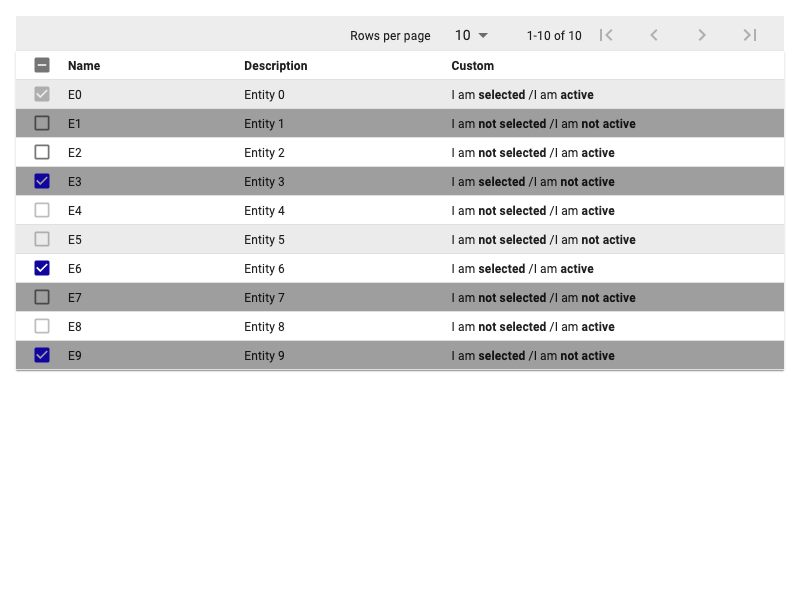 Rows per page 10 1-10 of 10
Name Description Custom
E0 Entity 0 I am selected /I am active
E1 Entity 1 I am not selected /I am not active
E2 Entity 2 I am not selected /I am active
E3 Entity 3 I am selected /I am not active
E4 Entity 4 I am not selected /I am active
E5 Entity 5 I am not selected /I am not active
E6 Entity 6 I am selected /I am active
E7 Entity 7 I am not selected /I am not active
E8 Entity 8 I am not selected /I am active
E9 Entity 9 I am selected /I am not active